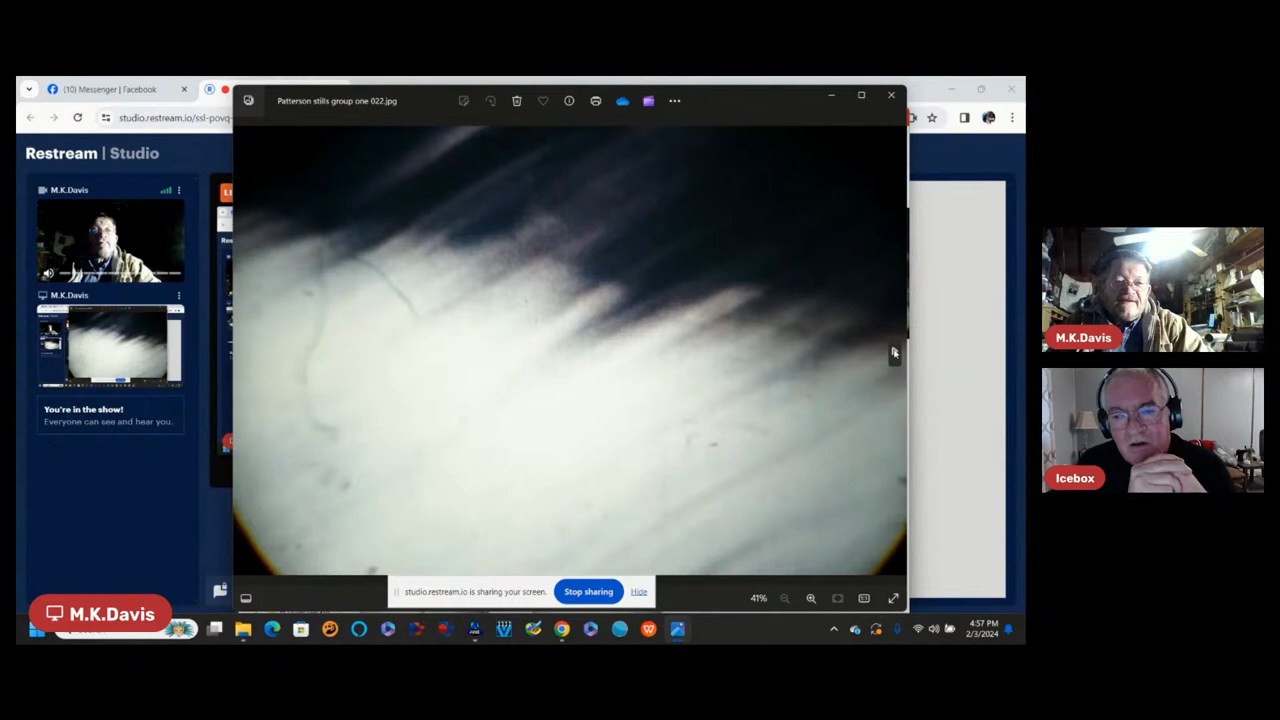 (10) Messenger | Facebook
Patterson stills group one 022.jpg
studio.restream.io/ssl-povq-
Restream | Studio
M.K.Davis
M.K.Davis
You're in the show!
Everyone can see and hear you.
M.K.Davis
Icebox
studio.restream.io is sharing your screen.
Stop sharing
Hide
41%
M.K.Davis
4:57 PM
2/3/2024